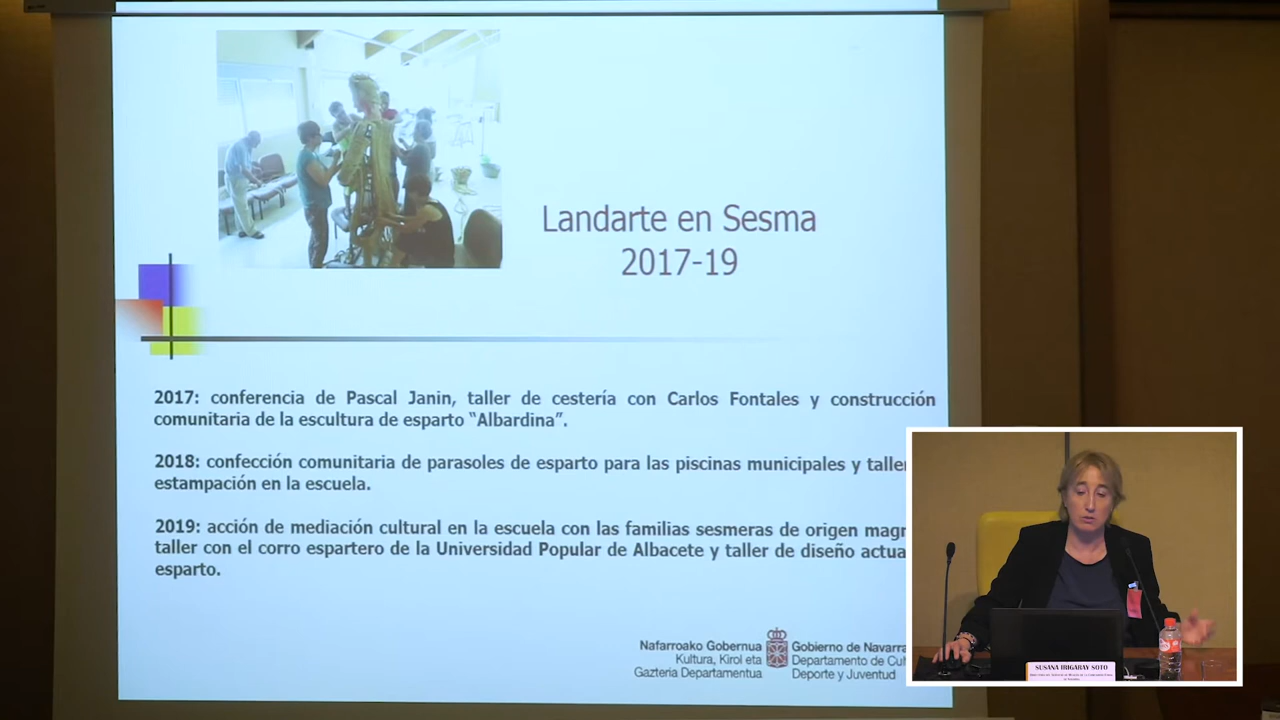 Landarte en Sesma
2017-19
2017: conferencia de Pascal Janin, taller de cestería con Carlos Fontales y construcción
comunitaria de la escultura de esparto “Albardina”.
2018: confección comunitaria de parasoles de esparto para las piscinas municipales y taller
estampación en la escuela.
2019: acción de mediación cultural en la escuela con las familias sesmeras de origen
taller con el corro espartero de la Universidad Popular de Albacete y taller de diseño
esparto.
Nafarroako Gobernua
Kultura, Kirol eta
Gazteria Departamentua
Gobierno de Navarra
Departamento de
Deporte y Juventud
SUSANA IRIGARAY SOTO